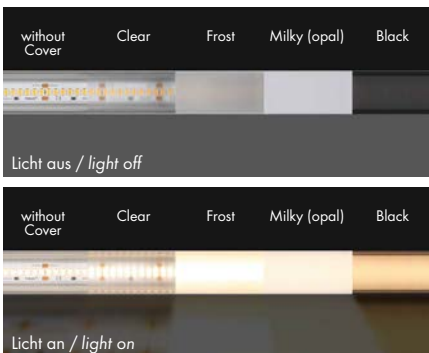 without Clear Frost Milky (opal) Black
Cover
Licht aus / light off
without Clear Frost Milky (opal) Black
Cover
Licht an / light on